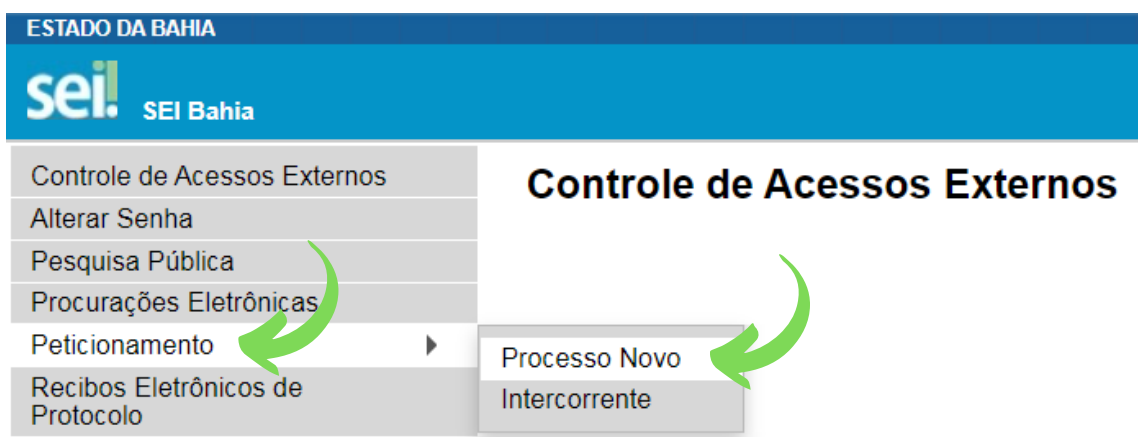 ESTADO DA BAHIA
sei!
SEI Bahia
Controle de Acessos Externos
Alterar Senha
Pesquisa Pública
Procurações Eletrônicas
Peticionamento
Recibos Eletrônicos de
Protocolo
Controle de Acessos Externos
Processo Novo
Intercorrente